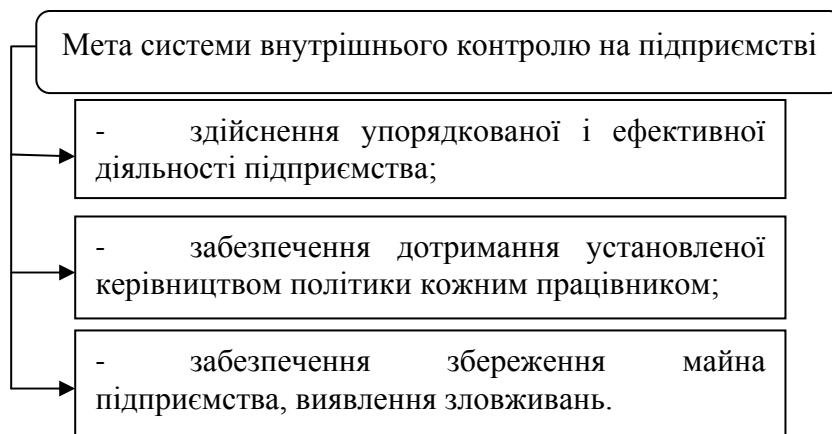 Мета системи внутрішнього контролю на підприємстві
- здійснення упорядкованої і ефективної
діяльності підприємства;
- забезпечення дотримання установленої
керівництвом політики кожним працівником;
- забезпечення збереження майна
підприємства, виявлення зловживань.